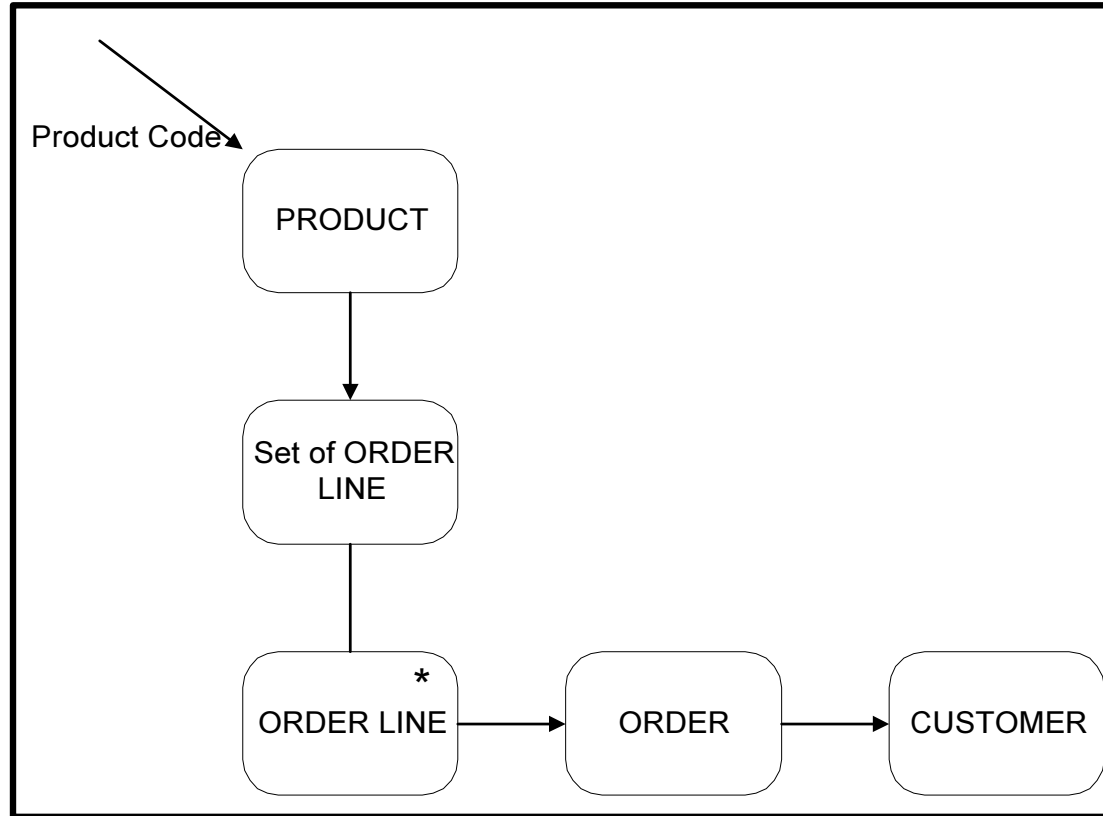 Product Code
PRODUCT
Set of ORDER
LINE
*
ORDER LINE
ORDER
CUSTOMER